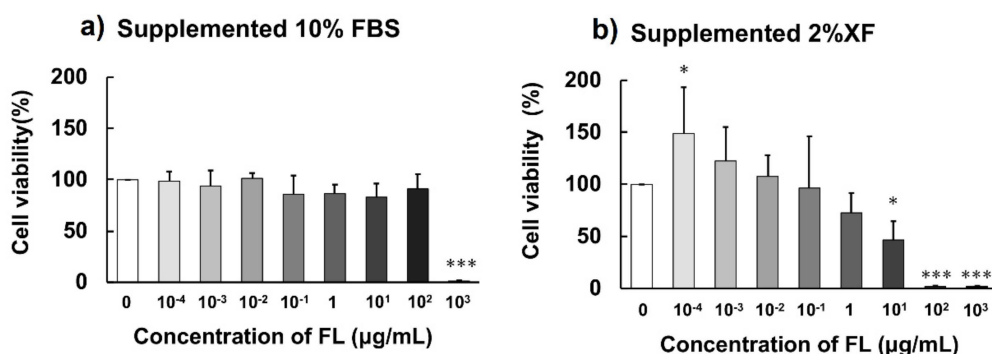 a) Supplemented 10% FBS
Cell viability(%)
200
150
100
50
0
***
0 10⁻⁴ 10⁻³ 10⁻² 10⁻¹ 1 10¹ 10² 10³
Concentration of FL (μg/mL)
b) Supplemented 2%XF
Cell viability (%)
200
150
100
50
0
*
*
*** ***
0 10⁻⁴ 10⁻³ 10⁻² 10⁻¹ 1 10¹ 10² 10³
Concentration of FL (μg/mL)